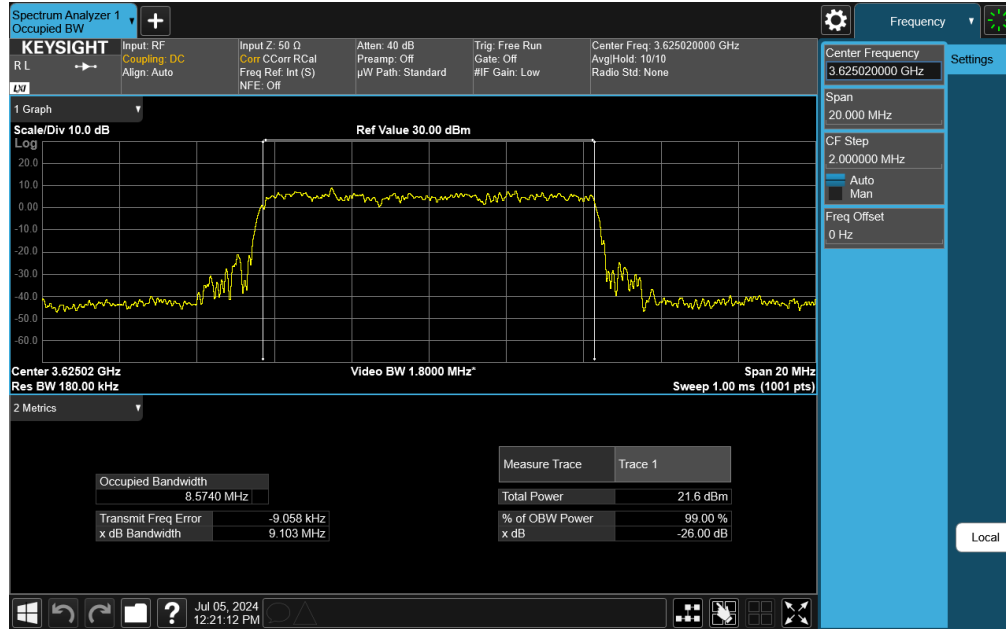 Spectrum Analyzer 1
Occupied BW
▼
+
Frequency ▼
KEYSIGHT
R L
LXI
Input: RF
Coupling: DC
Align: Auto
Input Z: 50 Ω
Corr CCorr RCal
Freq Ref: Int (S)
NFE: Off
Atten: 40 dB
Preamp: Off
µW Path: Standard
Trig: Free Run
Gate: Off
#IF Gain: Low
Center Freq: 3.625020000 GHz
Avg|Hold: 10/10
Radio Std: None
Center Frequency
3.625020000 GHz
Settings
Span
20.000 MHz
CF Step
2.000000 MHz
Auto
Man
Freq Offset
0 Hz
Local
1 Graph ▼
Scale/Div 10.0 dB
Ref Value 30.00 dBm
Log
20.0
10.0
0.00
-10.0
-20.0
-30.0
-40.0
-50.0
-60.0
Center 3.62502 GHz
Video BW 1.8000 MHz*
Span 20 MHz
Res BW 180.00 kHz
Sweep 1.00 ms (1001 pts)
2 Metrics ▼
Measure Trace Trace 1
Occupied Bandwidth
8.5740 MHz
Total Power 21.6 dBm
Transmit Freq Error -9.058 kHz
% of OBW Power 99.00 %
x dB Bandwidth 9.103 MHz
x dB -26.00 dB
?
Jul 05, 2024
12:21:12 PM